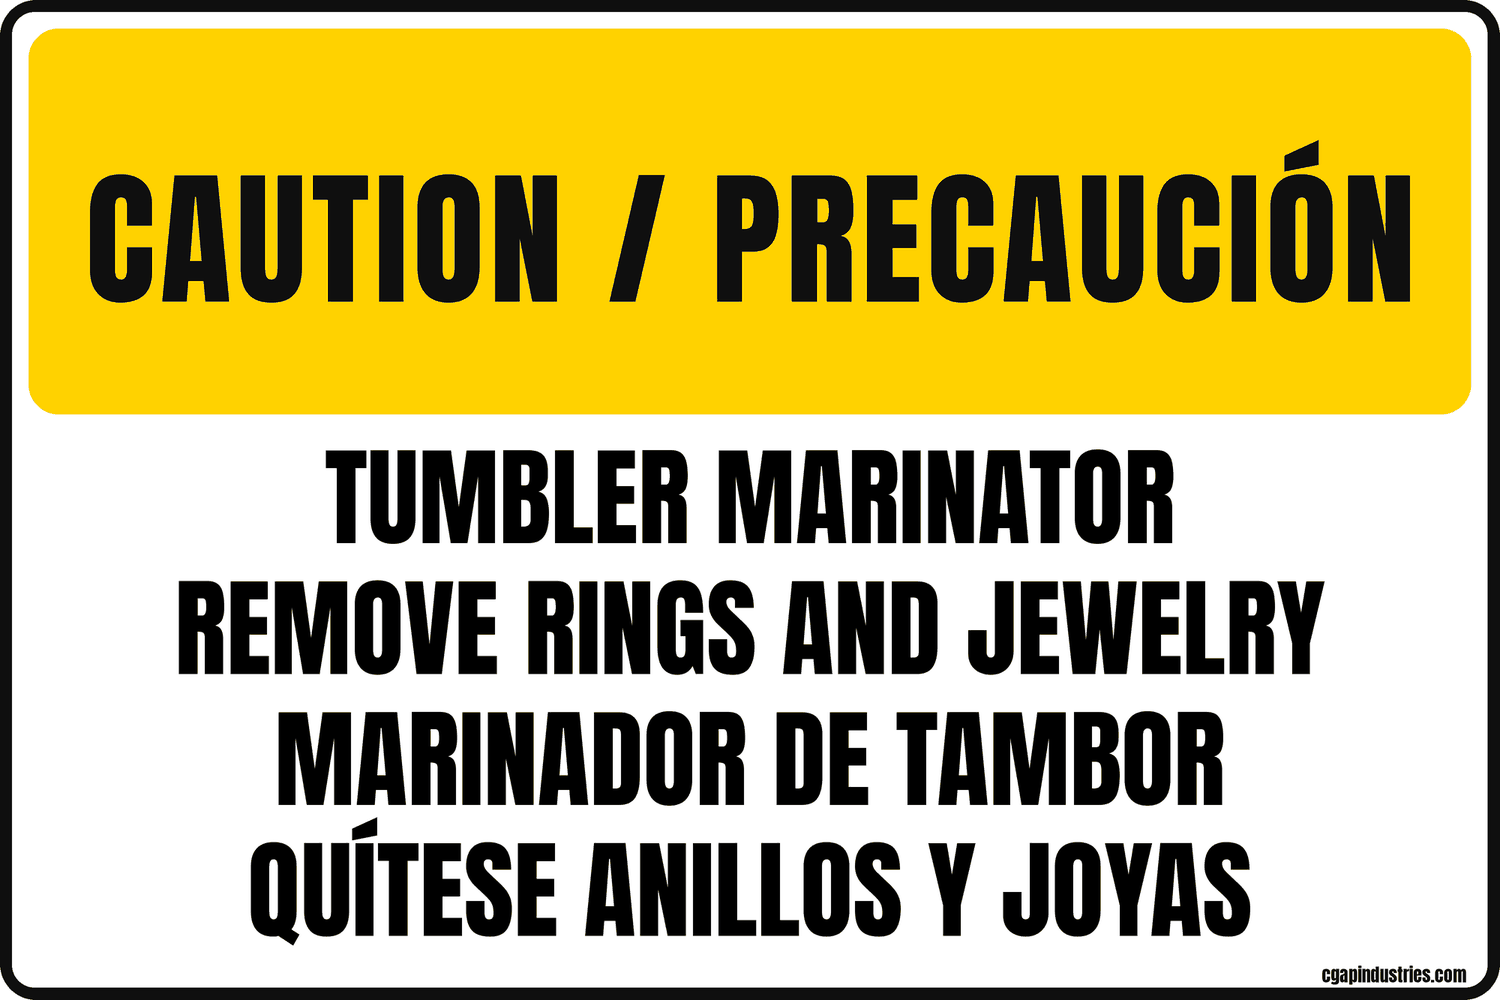 CAUTION / PRECAUCIÓN
TUMBLER MARINATOR
REMOVE RINGS AND JEWELRY
MARINADOR DE TAMBOR
QUÍTESE ANILLOS Y JOYAS
cgapindustries.com